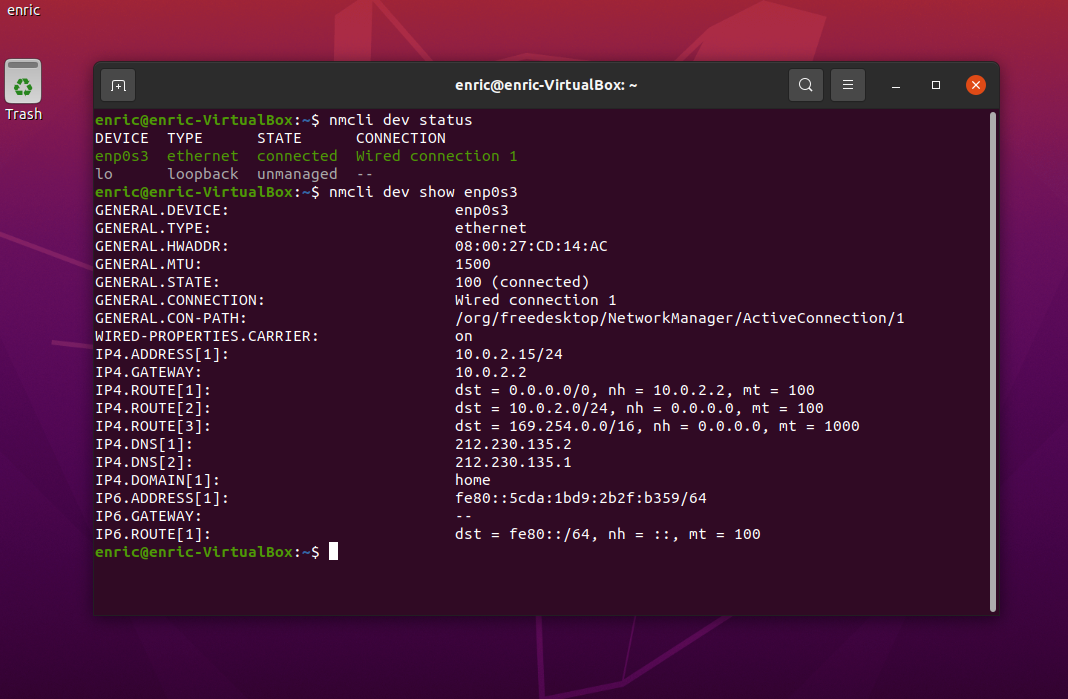 enric
Trash
enric@enric-VirtualBox: ~
enric@enric-VirtualBox:~$ nmcli dev status
DEVICE  TYPE      STATE      CONNECTION
enp0s3  ethernet  connected  Wired connection 1
lo      loopback  unmanaged  --
enric@enric-VirtualBox:~$ nmcli dev show enp0s3
GENERAL.DEVICE:                         enp0s3
GENERAL.TYPE:                           ethernet
GENERAL.HWADDR:                         08:00:27:CD:14:AC
GENERAL.MTU:                            1500
GENERAL.STATE:                          100 (connected)
GENERAL.CONNECTION:                     Wired connection 1
GENERAL.CON-PATH:                       /org/freedesktop/NetworkManager/ActiveConnection/1
WIRED-PROPERTIES.CARRIER:               on
IP4.ADDRESS[1]:                         10.0.2.15/24
IP4.GATEWAY:                            10.0.2.2
IP4.ROUTE[1]:                           dst = 0.0.0.0/0, nh = 10.0.2.2, mt = 100
IP4.ROUTE[2]:                           dst = 10.0.2.0/24, nh = 0.0.0.0, mt = 100
IP4.ROUTE[3]:                           dst = 169.254.0.0/16, nh = 0.0.0.0, mt = 1000
IP4.DNS[1]:                             212.230.135.2
IP4.DNS[2]:                             212.230.135.1
IP4.DOMAIN[1]:                          home
IP6.ADDRESS[1]:                         fe80::5cda:1bd9:2b2f:b359/64
IP6.GATEWAY:                            --
IP6.ROUTE[1]:                           dst = fe80::/64, nh = ::, mt = 100
enric@enric-VirtualBox:~$